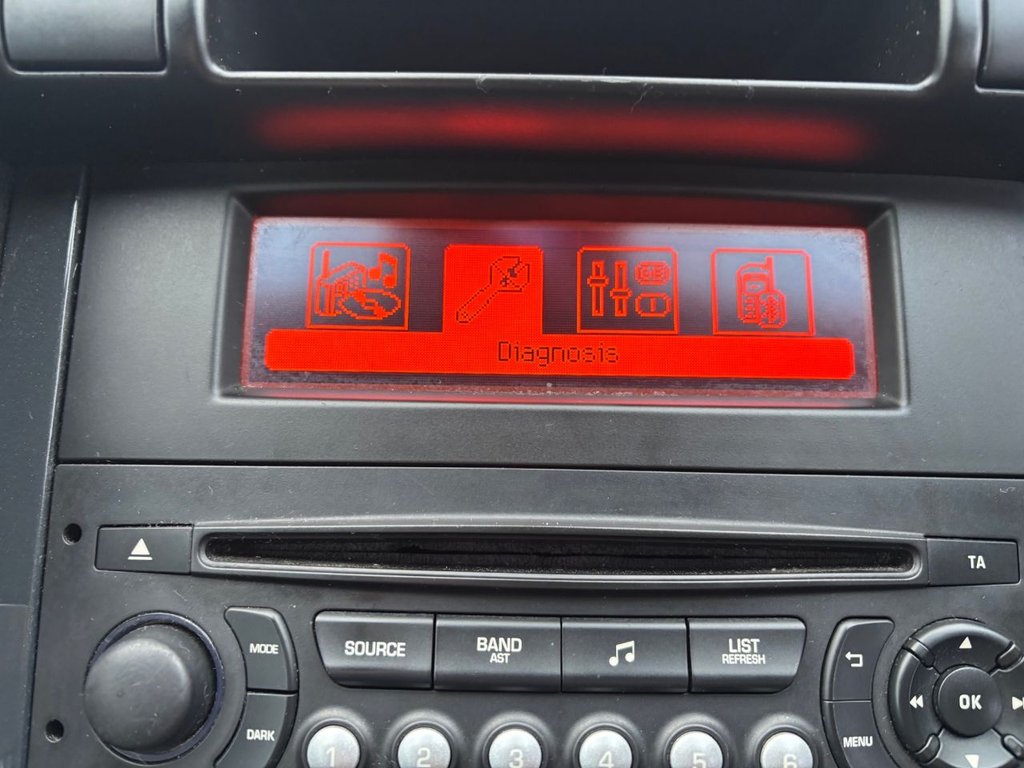 Diagnosis
TA
MODE
SOURCE
BAND
AST
LIST
REFRESH
OK
DARK
MENU
1
2
3
4
5
6